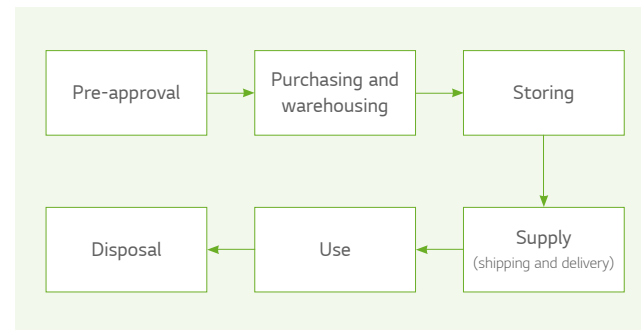 Pre-approval
Purchasing and
warehousing
Storing
Supply
(shipping and delivery)
Use
Disposal